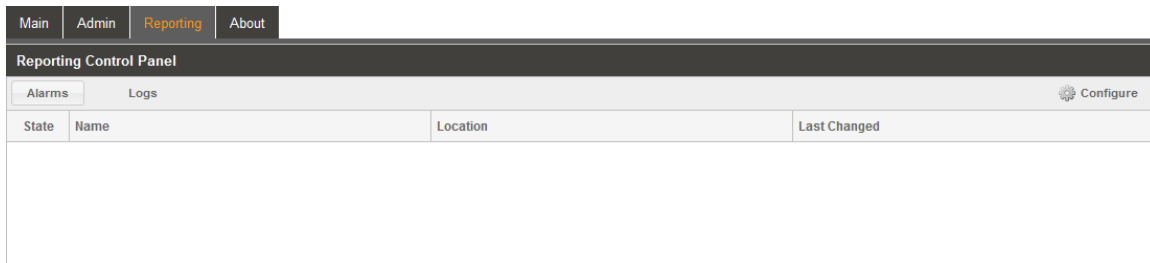 Main Admin Reporting About
Reporting Control Panel
Alarms Logs Configure
State Name Location Last Changed